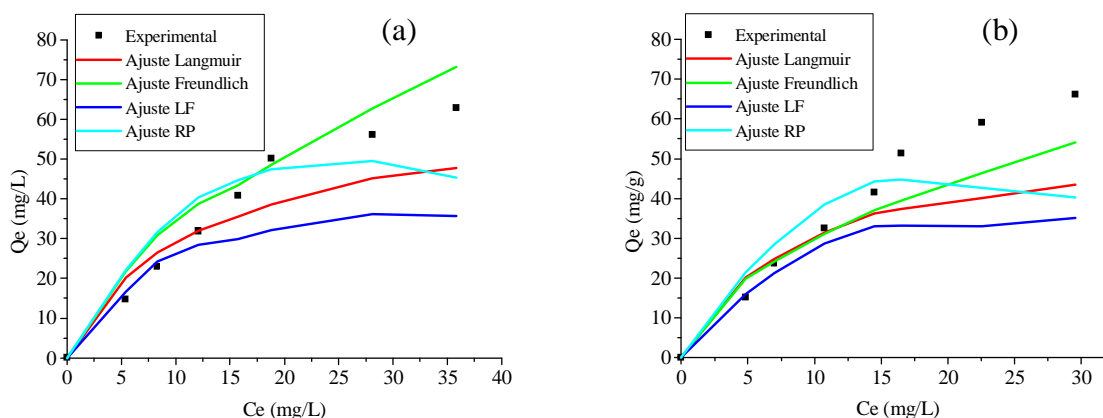 (a)
Experimental
Ajuste Langmuir
Ajuste Freundlich
Ajuste LF
Ajuste RP
80
70
60
50
40
30
20
10
0
Qe (mg/L)
0 5 10 15 20 25 30 35 40
Ce (mg/L)
(b)
Experimental
Ajuste Langmuir
Ajuste Freundlich
Ajuste LF
Ajuste RP
80
70
60
50
40
30
20
10
0
Qe (mg/g)
0 5 10 15 20 25 30
Ce (mg/L)